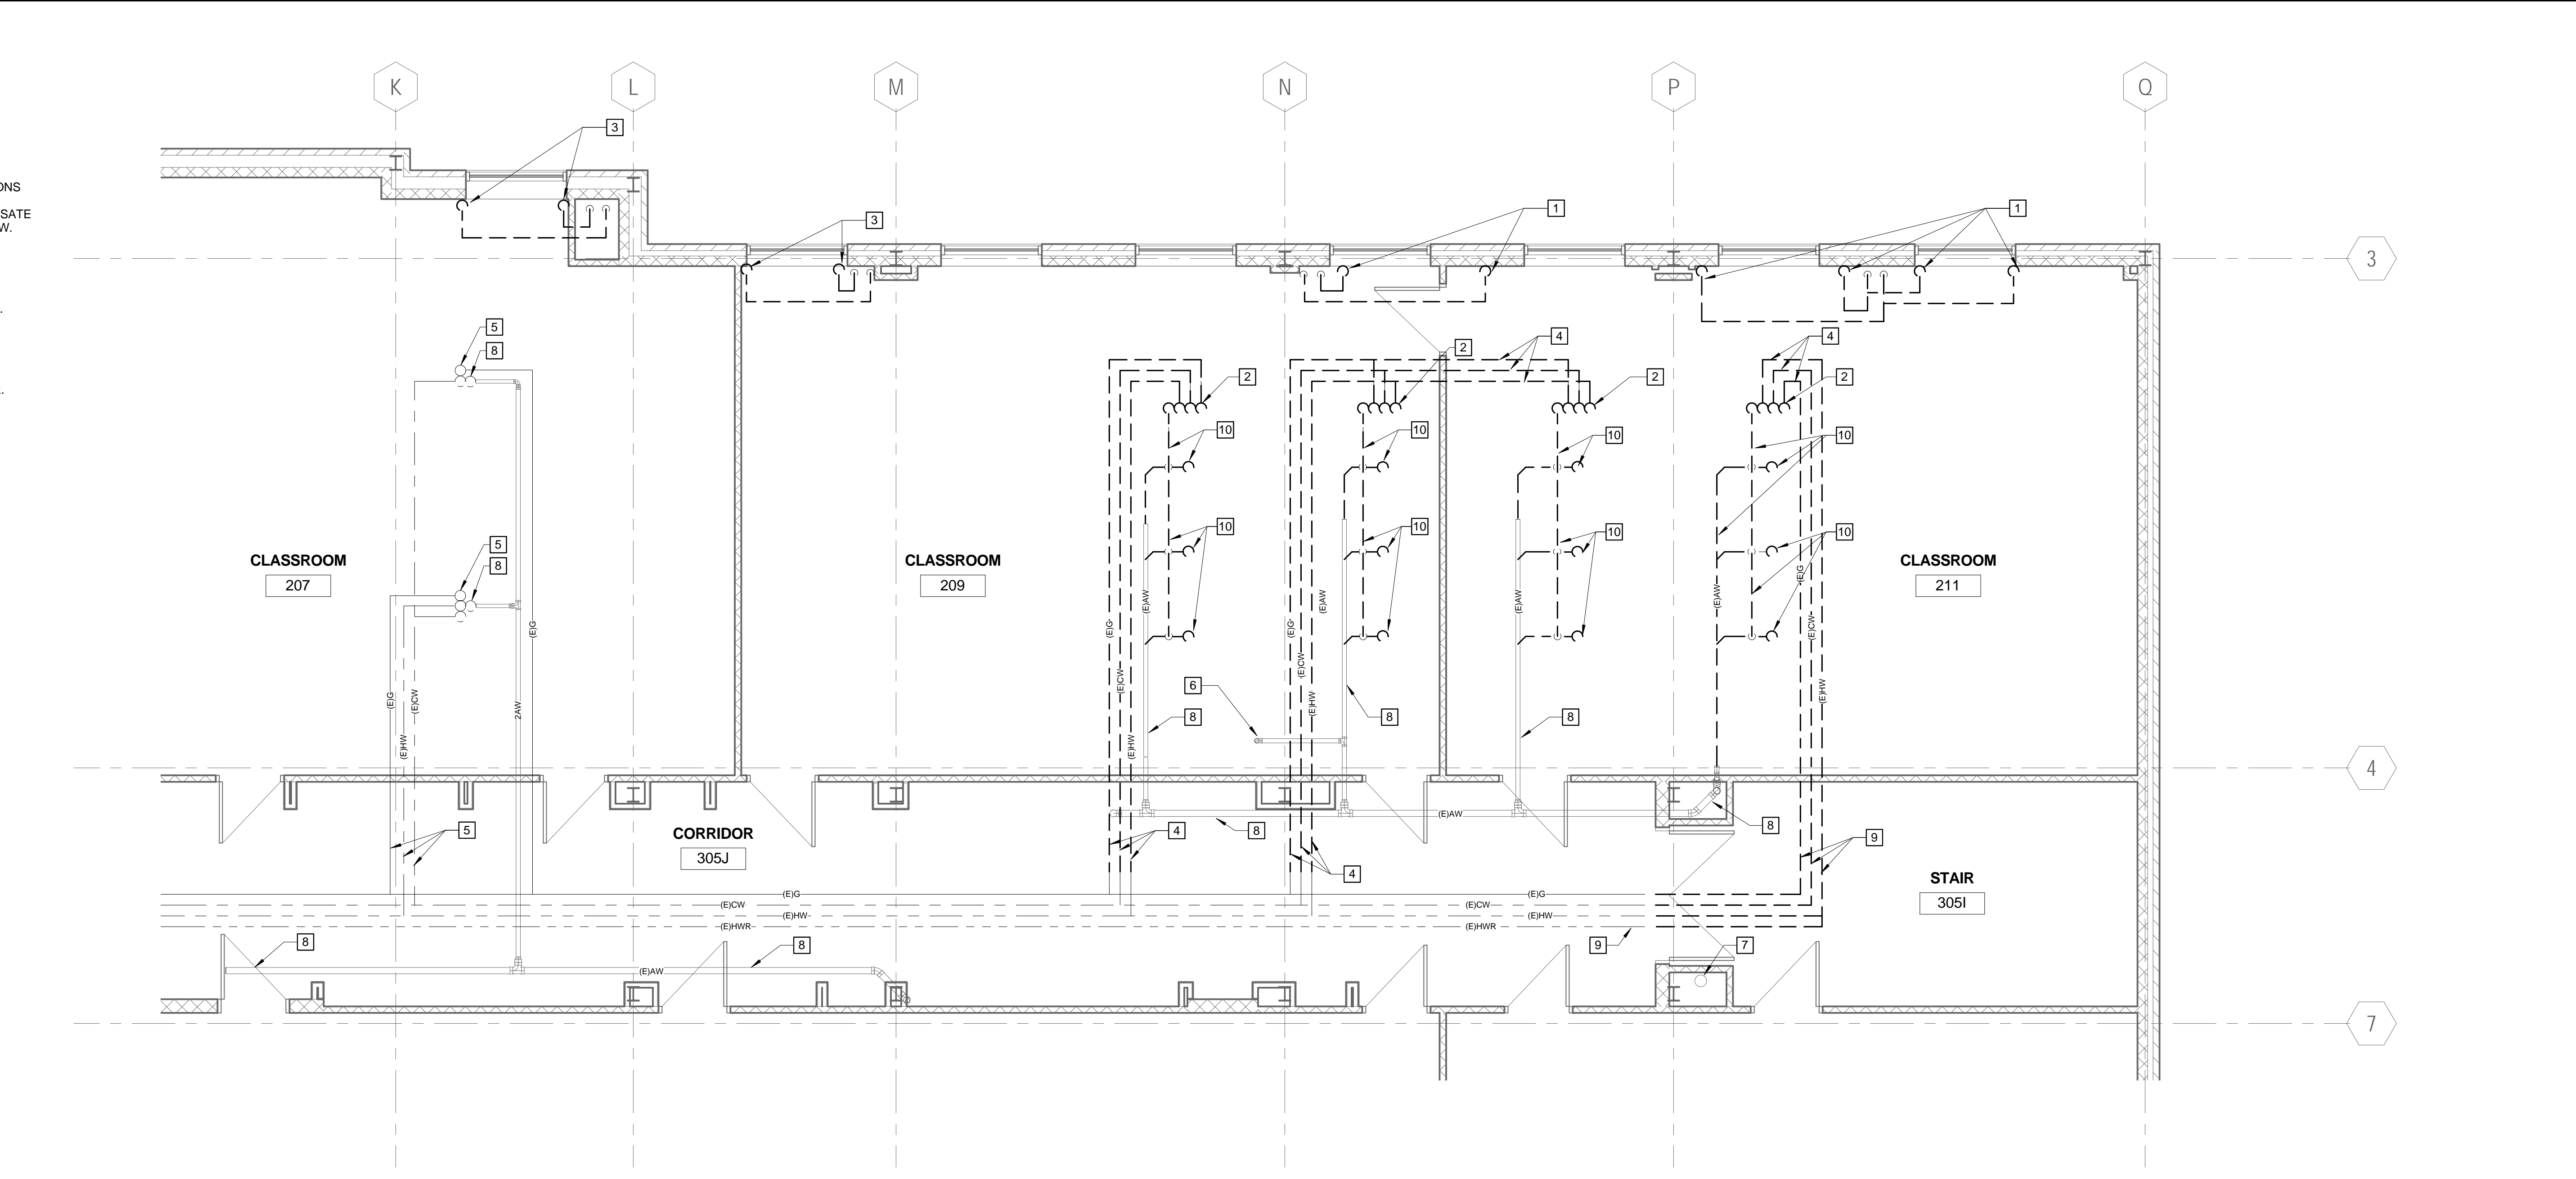 K
L
M
N
P
Q
3
3
1
1
ONS
SATE
W.
3
.
.
5
8
2
4
4
2
2
2
10
10
10
10
10
10
10
10
5
8
CLASSROOM
207
CLASSROOM
209
CLASSROOM
211
(E)G
(E)AW
(E)AW
(E)AW
(E)AW
(E)G
(E)CW
(E)G
(E)G
(E)CW
(E)HW
(E)CW
(E)HW
(E)HW
(E)G
(E)CW
(E)HW
2AW
6
8
8
8
4
CORRIDOR
305J
5
4
8
4
(E)AW
8
9
STAIR
305I
(E)G
(E)G
(E)CW
(E)CW
(E)HW
(E)HW
(E)HWR
(E)HWR
8
8
9
7
(E)AW
7